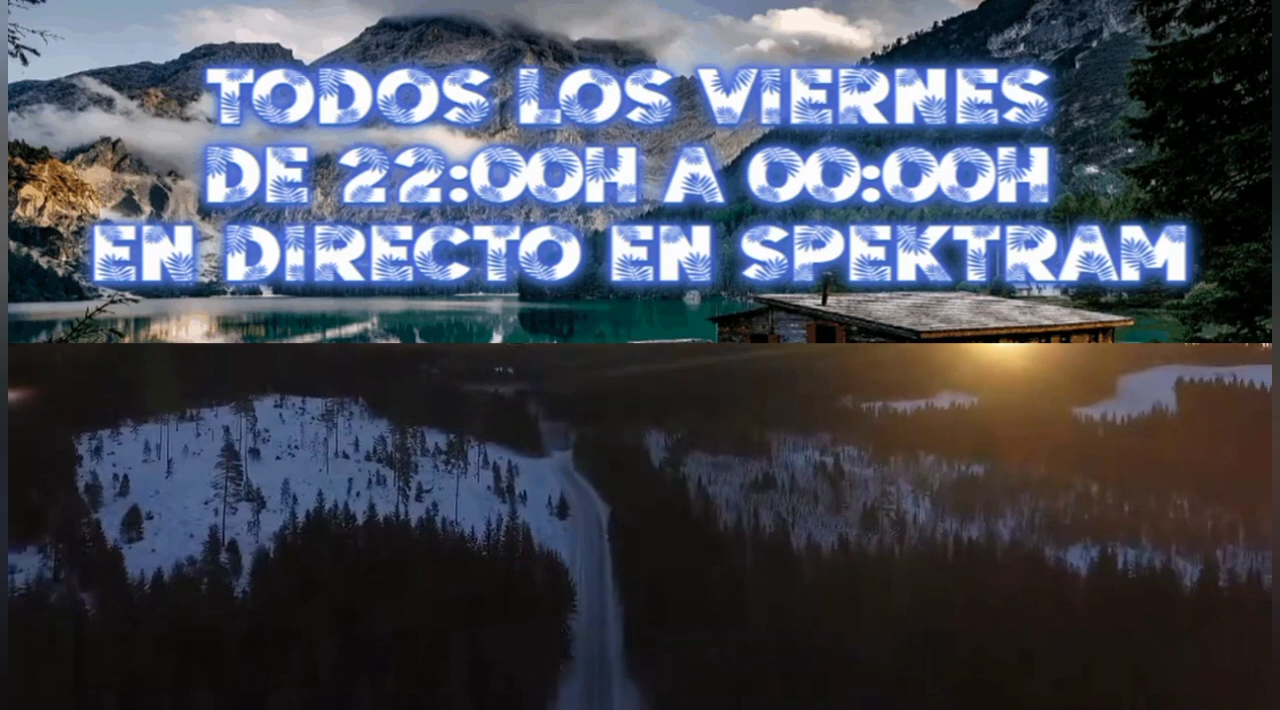 TODOS LOS VIERNES
DE 22:00H A 00:00H
EN DIRECTO EN SPEKTRAM